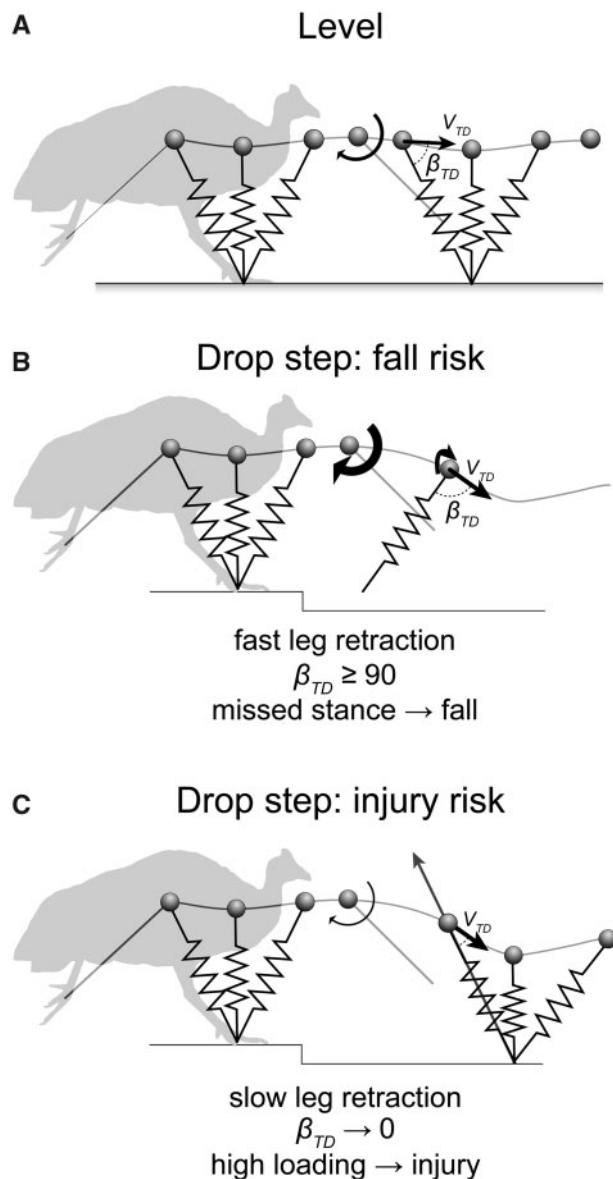 A
Level
V_TD
β_TD
B
Drop step: fall risk
V_TD
β_TD
fast leg retraction
β_TD ≥ 90
missed stance → fall
C
Drop step: injury risk
V_TD
slow leg retraction
β_TD → 0
high loading → injury